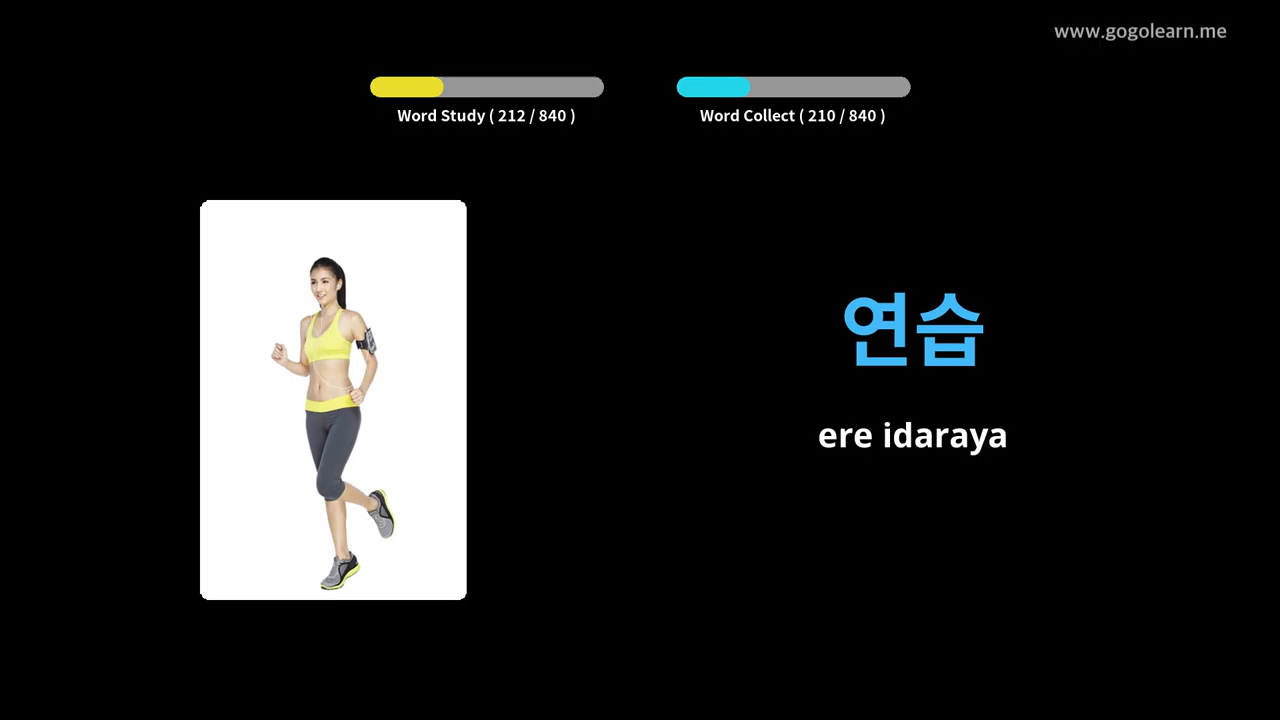 www.gogolearn.me
Word Study ( 212 / 840 )
Word Collect ( 210 / 840 )
연습
ere idaraya